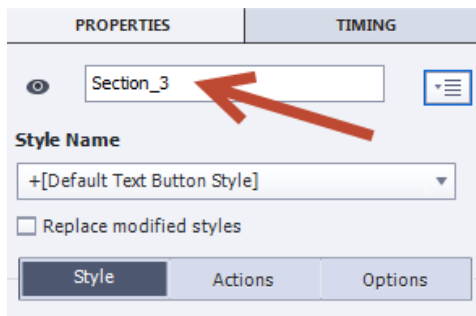 PROPERTIES TIMING
Section_3
Style Name
+[Default Text Button Style]
Replace modified styles
Style Actions Options